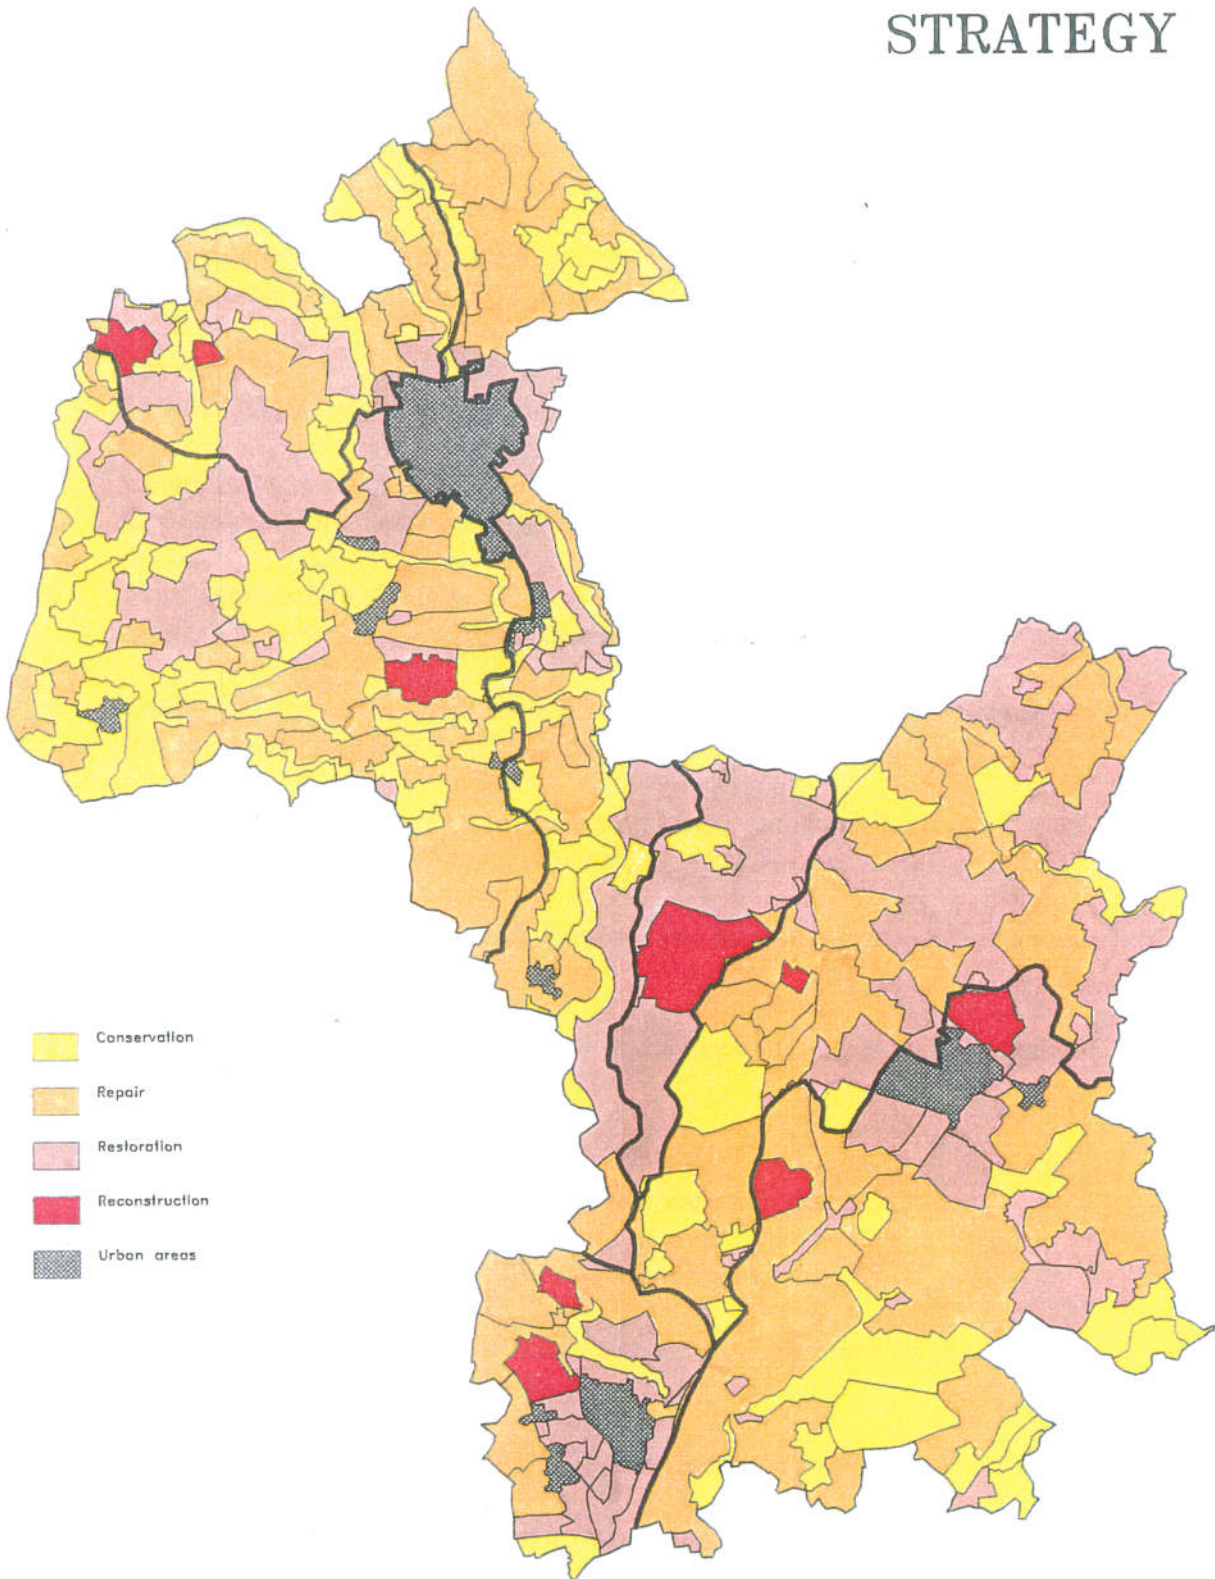 STRATEGY
Conservation
Repair
Restoration
Reconstruction
Urban areas